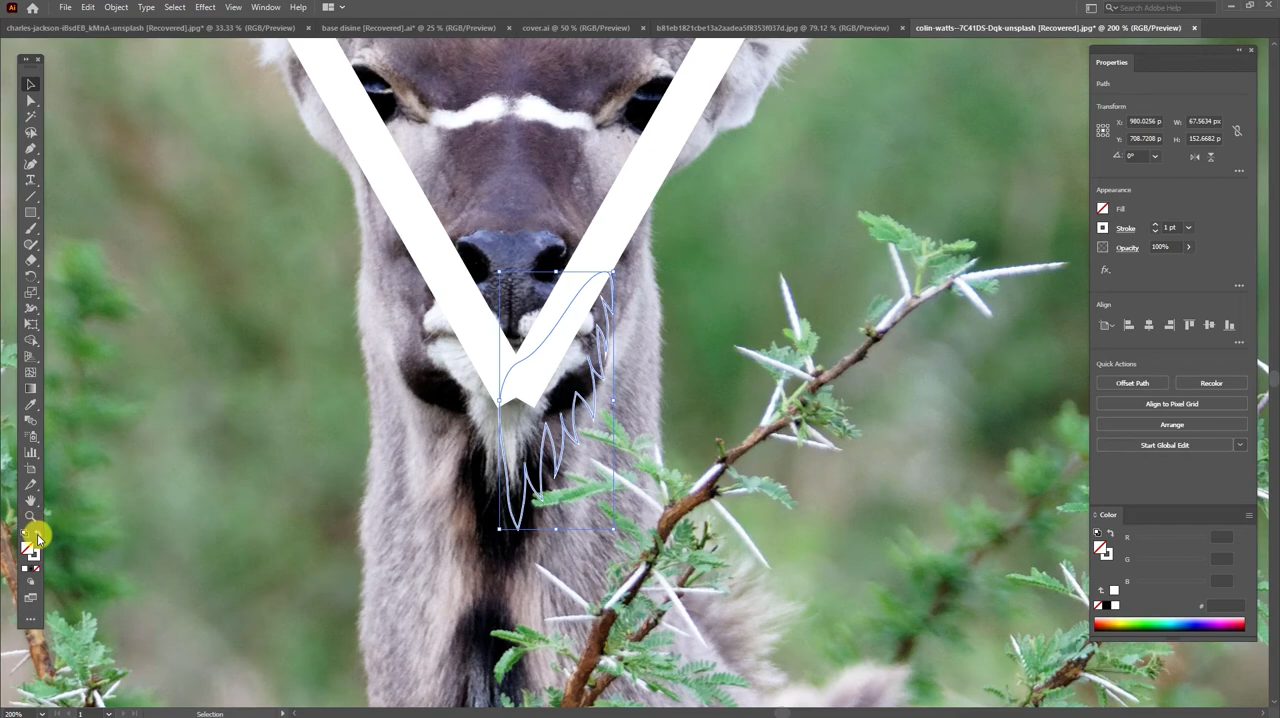 Ai File Edit Object Type Select Effect View Window Help Search Adobe Help
charles-jackson-iBsdEB_kMnA-unsplash [Recovered].jpg* @ 33.33 % (RGB/Preview) × base disine [Recovered].ai* @ 25 % (RGB/Preview) × cover.ai @ 50 % (RGB/Preview) × b81eb1821cbe13a2aadea5f8353f037d.jpg @ 79.12 % (RGB/Preview) × colin-watts--7C41DS-Dqk-unsplash [Recovered].jpg* @ 200 % (RGB/Preview) ×
Properties
Path
Transform
X: 980.0256 p W: 67.5634 px
Y: 708.7208 p H: 152.6682 p
0°
Appearance
Fill
Stroke 1 pt
Opacity 100%
fx.
Align
Quick Actions
Offset Path Recolor
Align to Pixel Grid
Arrange
Start Global Edit
Color
R
G
B
#
200% 1 Selection